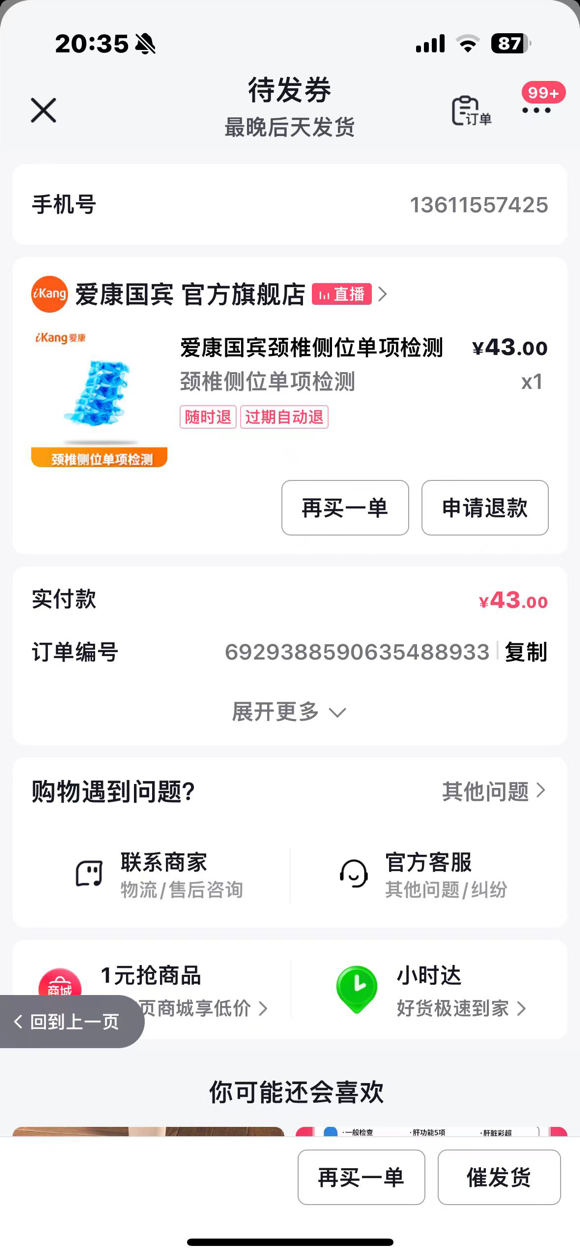 20:35
87
待发券
最晚后天发货
订单
99+
手机号
13611557425
iKang
爱康国宾 官方旗舰店
直播
iKang爱康
颈椎侧位单项检测
爱康国宾颈椎侧位单项检测
¥43.00
颈椎侧位单项检测
x1
随时退
过期自动退
再买一单
申请退款
实付款
¥43.00
订单编号
6929388590635488933
复制
展开更多
购物遇到问题?
其他问题
联系商家
物流/售后咨询
官方客服
其他问题/纠纷
商城
1元抢商品
页商城享低价
小时达
好货极速到家
回到上一页
你可能还会喜欢
·一般检查
·肝功能5项
·肝脏彩超
再买一单
催发货